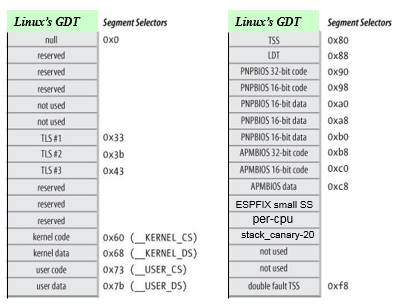 Linux's GDT Segment Selectors
null 0x0
reserved
reserved
reserved
not used
not used
TLS #1 0x33
TLS #2 0x3b
TLS #3 0x43
reserved
reserved
reserved
kernel code 0x60 (__KERNEL_CS)
kernel data 0x68 (__KERNEL_DS)
user code 0x73 (__USER_CS)
user data 0x7b (__USER_DS)
Linux's GDT Segment Selectors
TSS 0x80
LDT 0x88
PNPBIOS 32-bit code 0x90
PNPBIOS 16-bit code 0x98
PNPBIOS 16-bit data 0xa0
PNPBIOS 16-bit data 0xa8
PNPBIOS 16-bit data 0xb0
APMBIOS 32-bit code 0xb8
APMBIOS 16-bit code 0xc0
APMBIOS data 0xc8
ESPFIX small SS
per-cpu
stack_canary-20
not used
not used
double fault TSS 0xf8